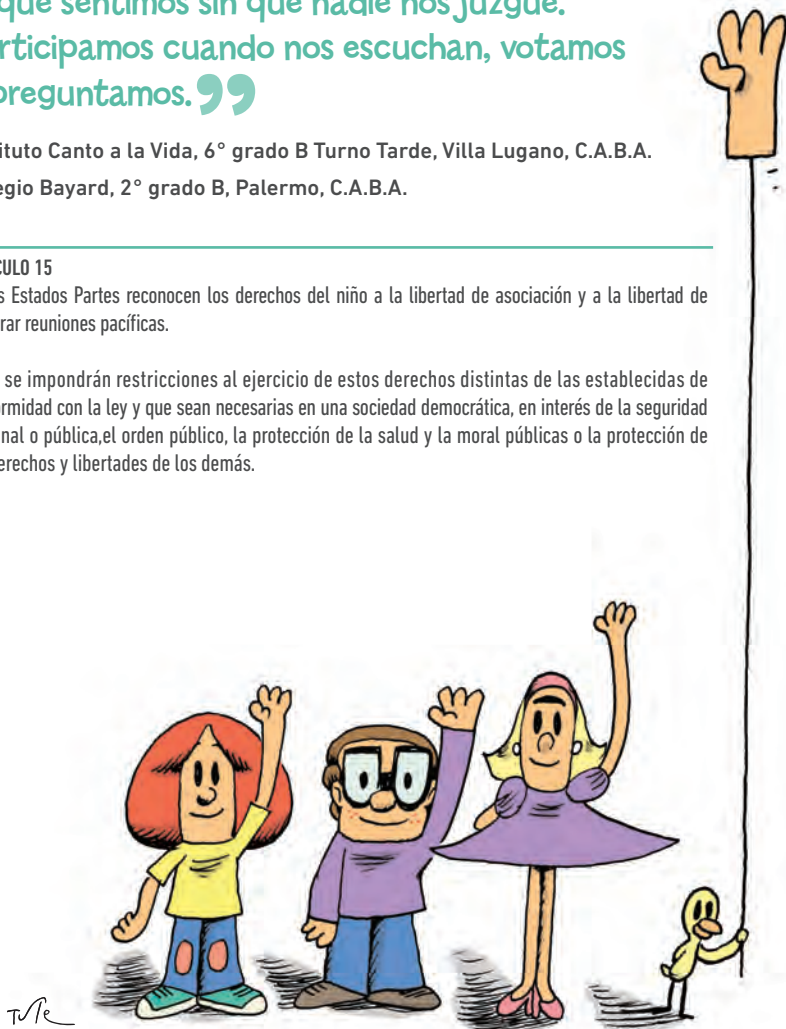 que sentimos sin que nadie nos juzgue.
rticipamos cuando nos escuchan, votamos
preguntamos.”
ituto Canto a la Vida, 6° grado B Turno Tarde, Villa Lugano, C.A.B.A.
egio Bayard, 2° grado B, Palermo, C.A.B.A.
CULO 15
s Estados Partes reconocen los derechos del niño a la libertad de asociación y a la libertad de
rar reuniones pacíficas.
se impondrán restricciones al ejercicio de estos derechos distintas de las establecidas de
ormidad con la ley y que sean necesarias en una sociedad democrática, en interés de la seguridad
nal o pública,el orden público, la protección de la salud y la moral públicas o la protección de
erechos y libertades de los demás.
Tute